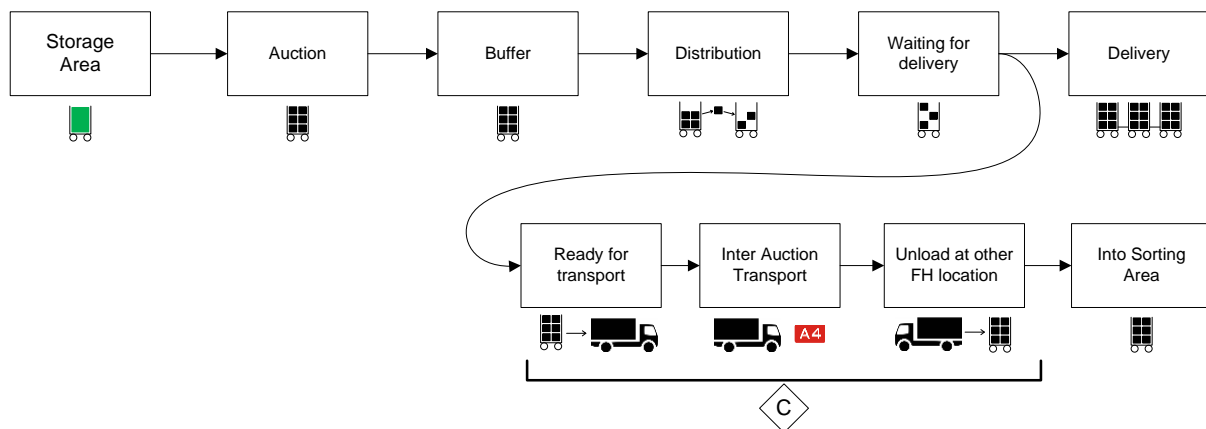 Storage
Area
Auction
Buffer
Distribution
Waiting for
delivery
Delivery
Ready for
transport
Inter Auction
Transport
Unload at other
FH location
Into Sorting
Area
A4
C